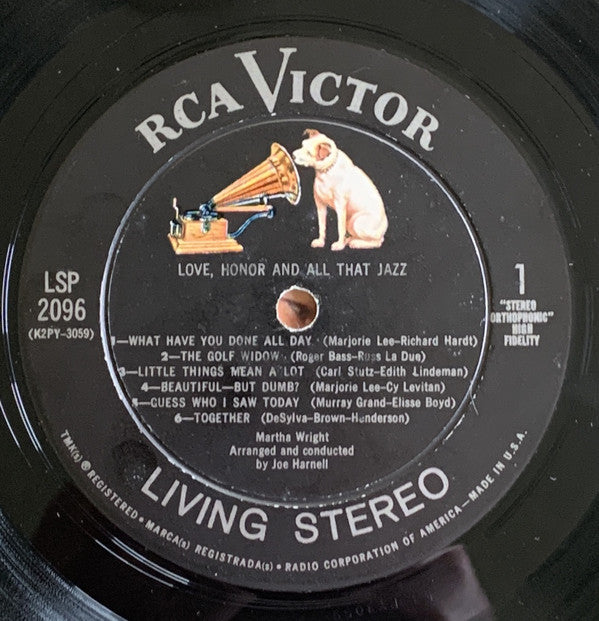 RCA VICTOR
LOVE, HONOR AND ALL THAT JAZZ
LSP
2096
(K2PY-3059)
1
"STEREO
ORTHOPHONIC"
HIGH
FIDELITY
1—WHAT HAVE YOU DONE ALL DAY (Marjorie Lee-Richard Hardt)
2—THE GOLF WIDOW (Roger Bass-Russ La Due)
3—LITTLE THINGS MEAN A LOT (Carl Stutz-Edith Lindeman)
4—BEAUTIFUL—BUT DUMB? (Marjorie Lee-Cy Levitan)
5—GUESS WHO I SAW TODAY (Murray Grand-Elisse Boyd)
6—TOGETHER (DeSylva-Brown-Henderson)
Martha Wright
Arranged and conducted
by Joe Harnell
LIVING STEREO
TMK(s) ® REGISTERED • MARCA(s) REGISTRADA(s) • RADIO CORPORATION OF AMERICA—MADE IN U.S.A.